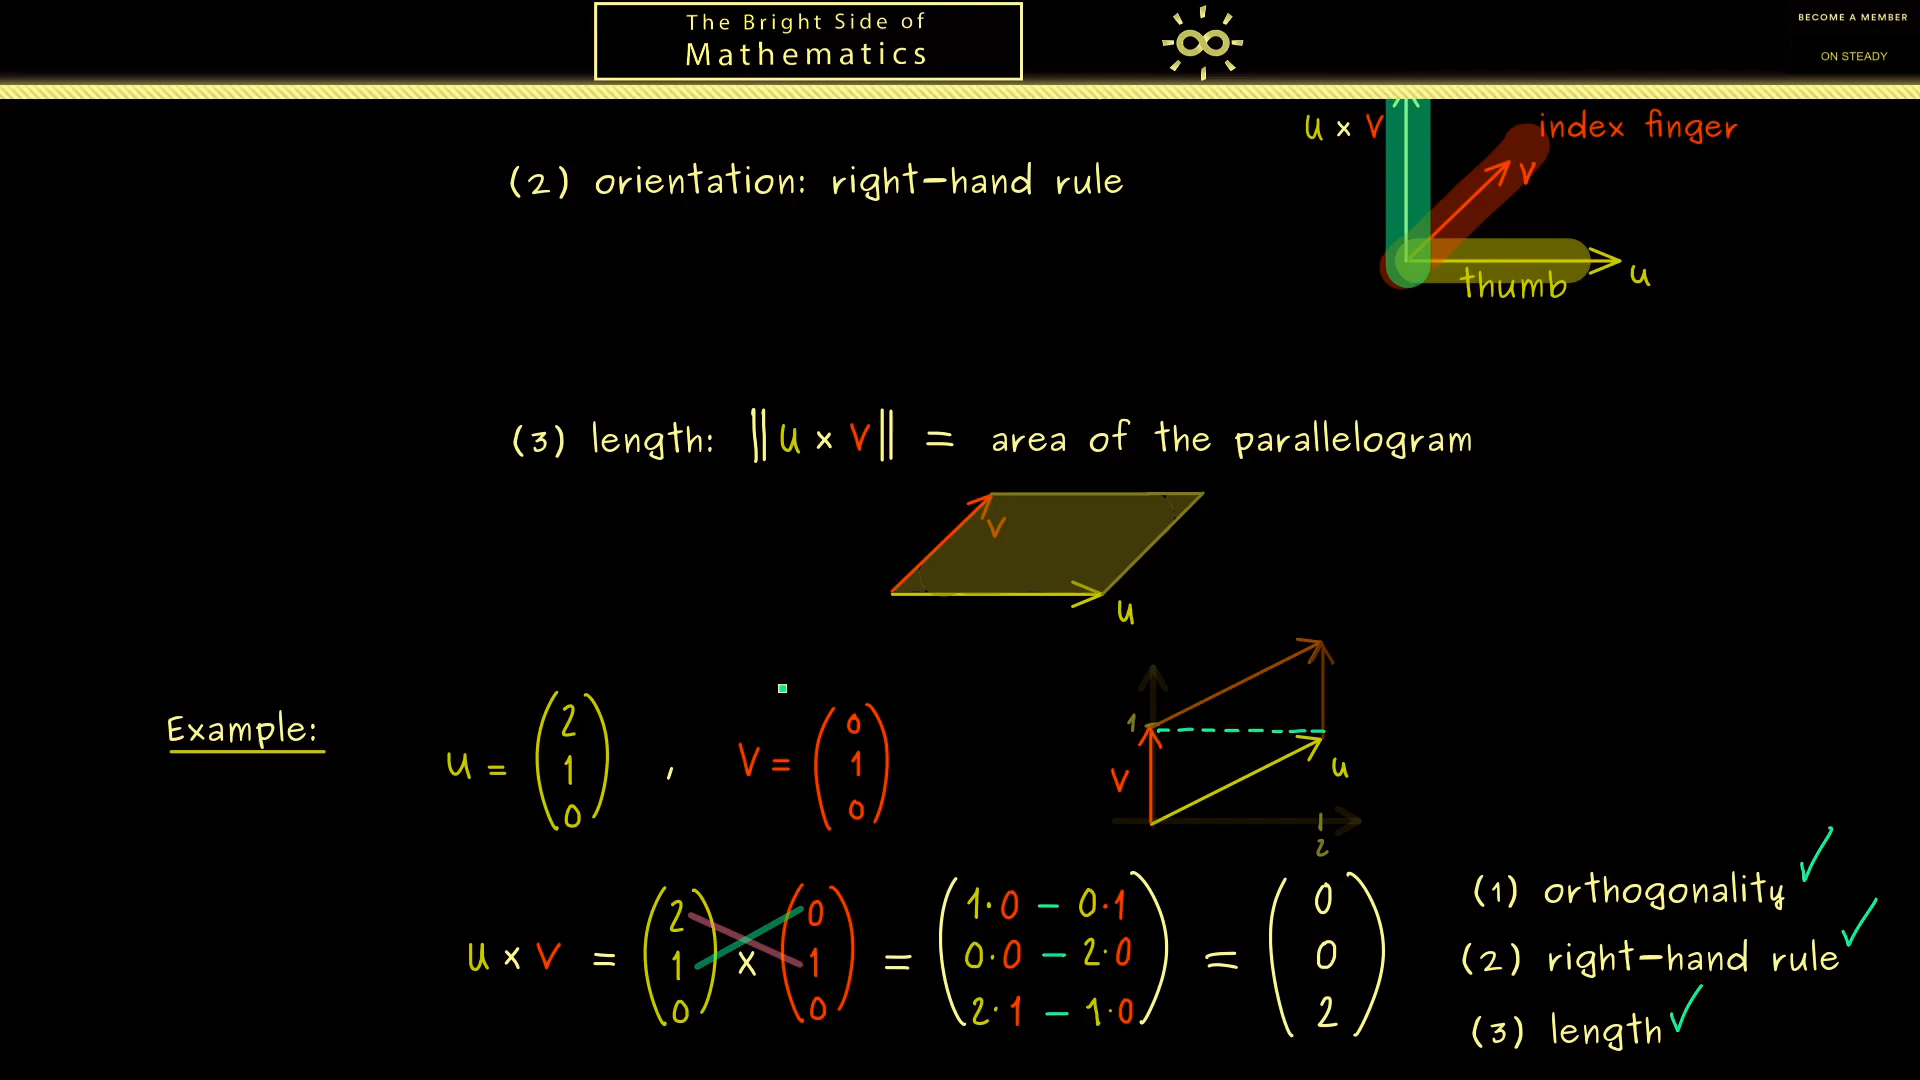 The Bright Side of
Mathematics
BECOME A MEMBER
ON STEADY
u × v
index finger
v
(2) orientation: right-hand rule
thumb
u
(3) length: ‖u × v‖ = area of the parallelogram
v
u
Example:
u = (2 1 0) , v = (0 1 0)
1
v
u
2
u × v = (2 1 0) × (0 1 0) = (1·0 − 0·1 0·0 − 2·0 2·1 − 1·0) = (0 0 2)
(1) orthogonality ✓
(2) right-hand rule ✓
(3) length ✓